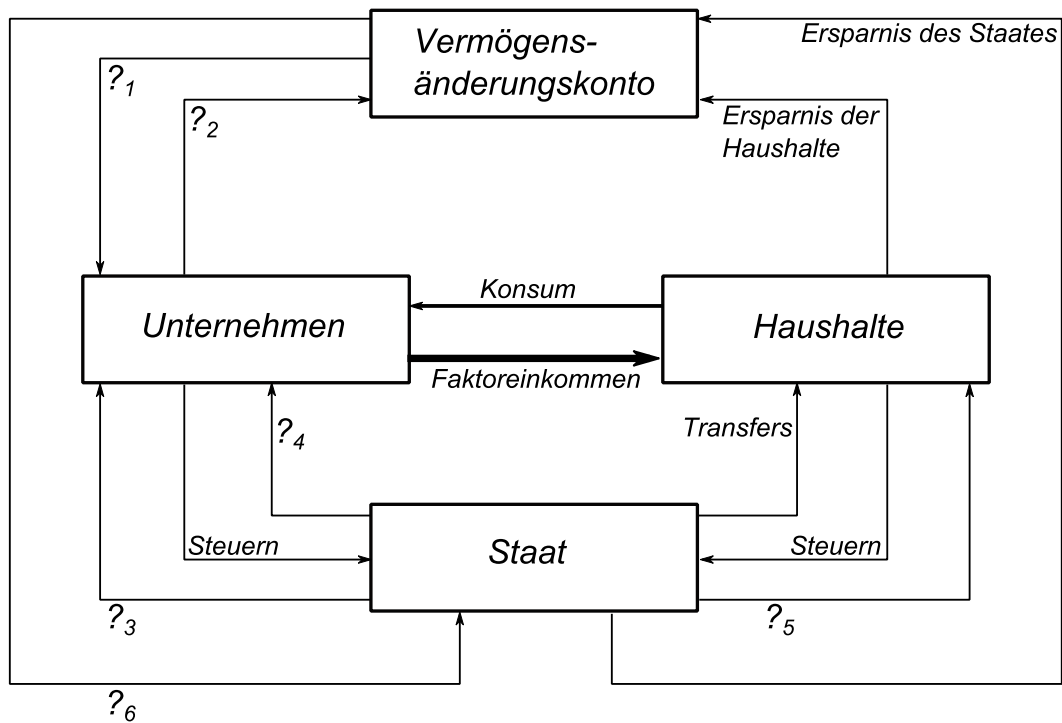 Vermögens-
änderungskonto
Ersparnis des Staates
?1
?2
Ersparnis der
Haushalte
Unternehmen
Konsum
Haushalte
Faktoreinkommen
?4
Transfers
Steuern
Staat
Steuern
?3
?5
?6